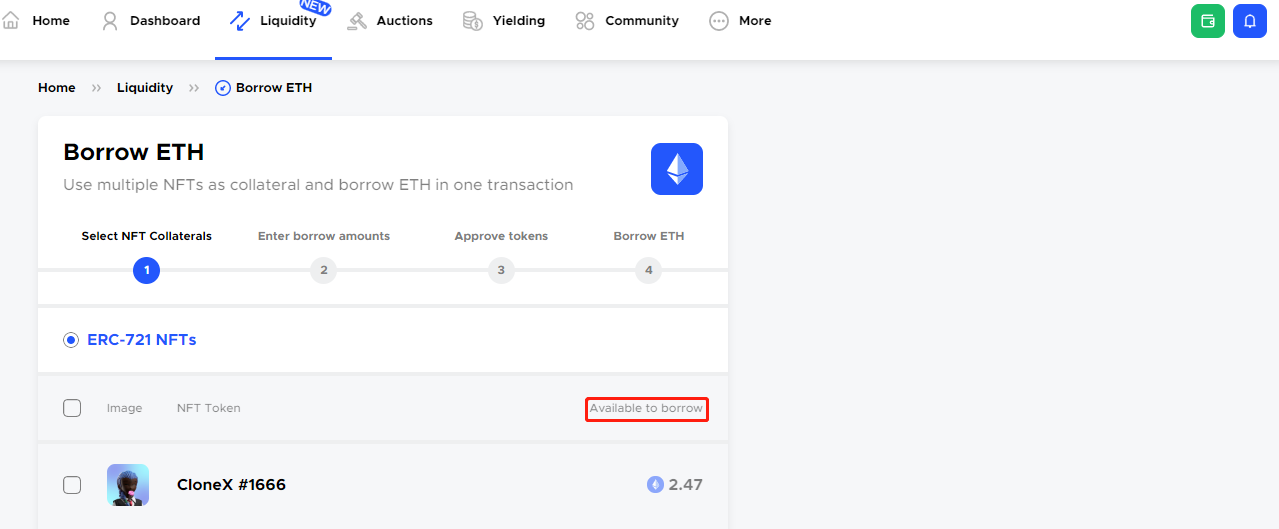 NEW
Home Dashboard Liquidity Auctions Yielding Community More
Home » Liquidity » Borrow ETH
Borrow ETH
Use multiple NFTs as collateral and borrow ETH in one transaction
Select NFT Collaterals Enter borrow amounts Approve tokens Borrow ETH
1 2 3 4
ERC-721 NFTs
Image NFT Token Available to borrow
CloneX #1666 2.47